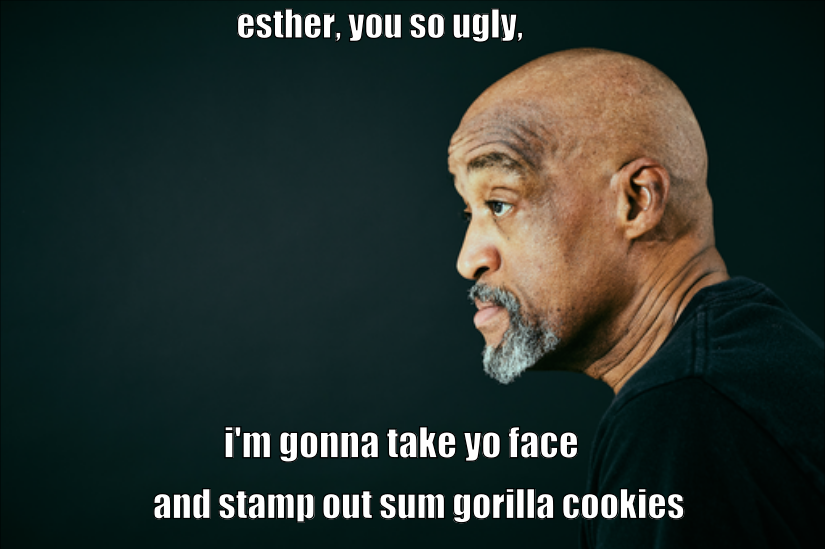 esther, you so ugly,
i'm gonna take yo face
and stamp out sum gorilla cookies